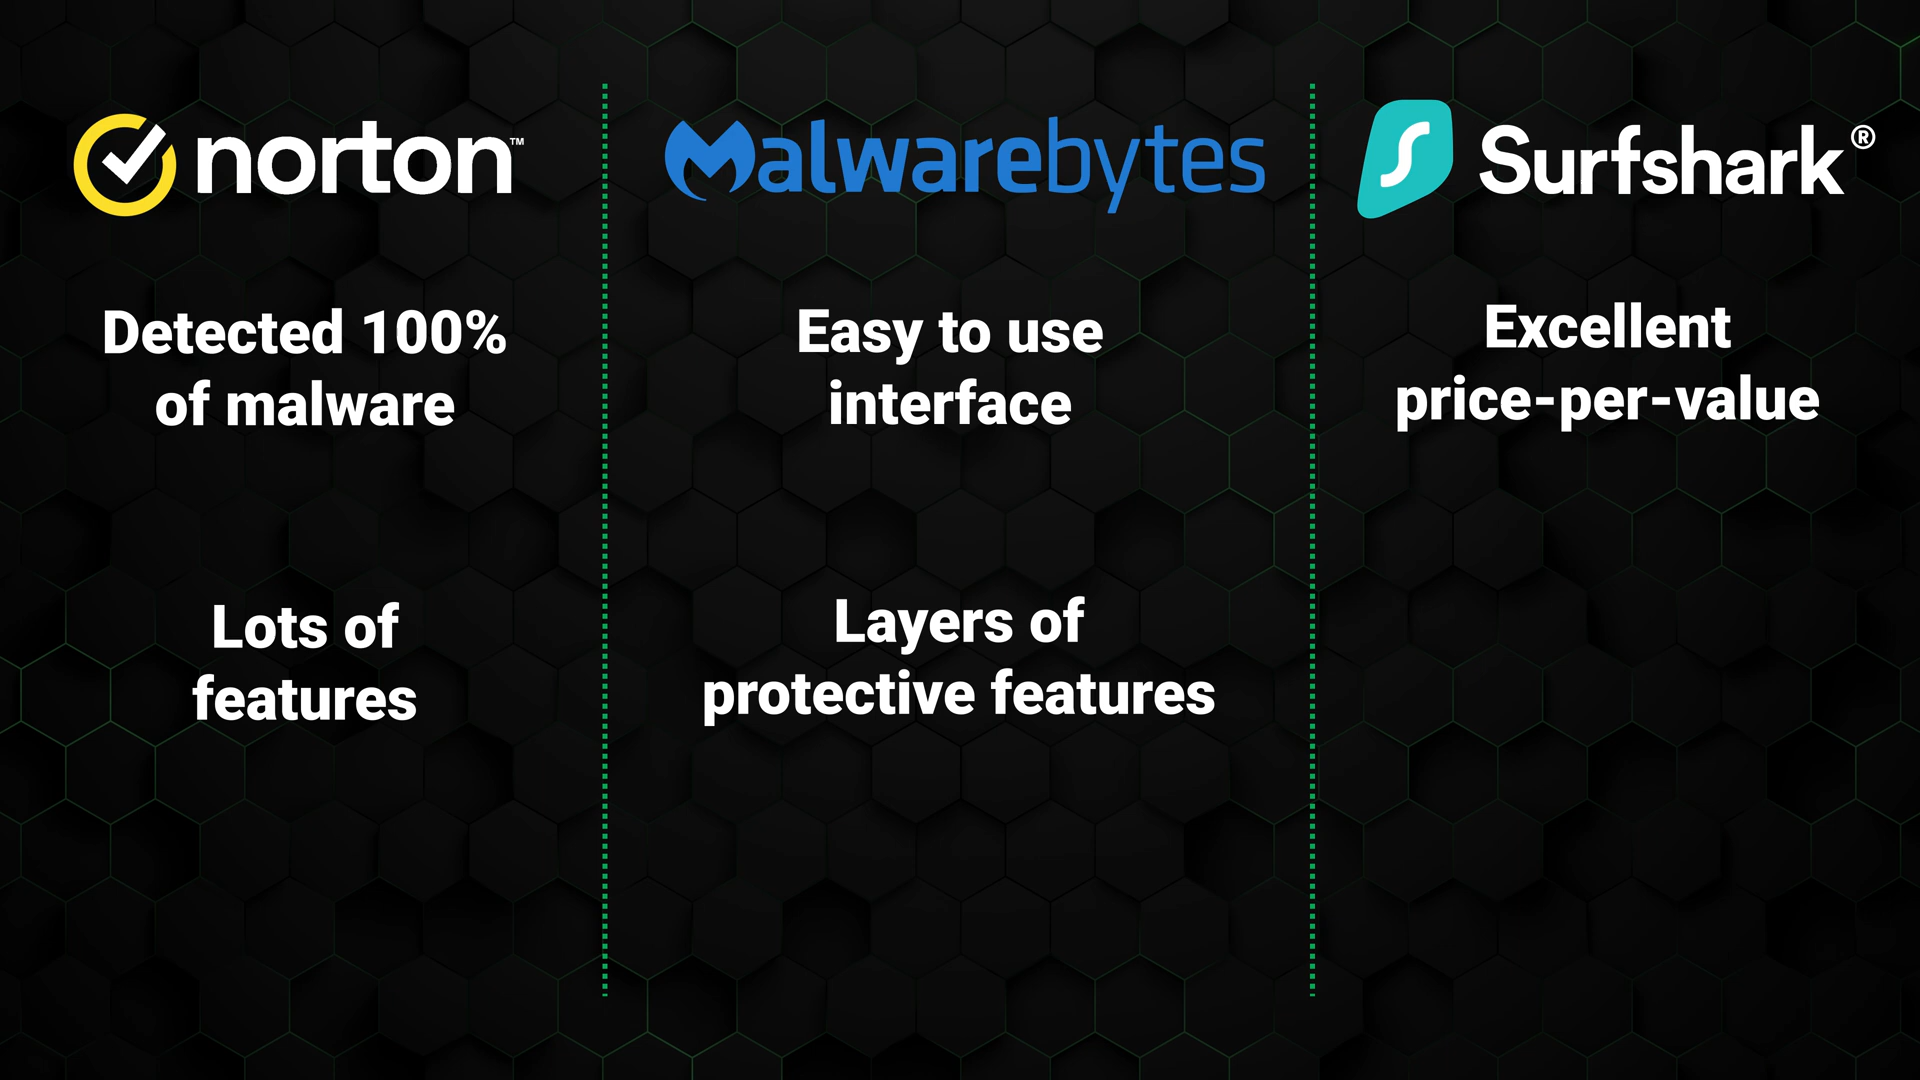 norton™
Detected 100%
of malware
Lots of
features
Malwarebytes
Easy to use
interface
Layers of
protective features
Surfshark®
Excellent
price-per-value